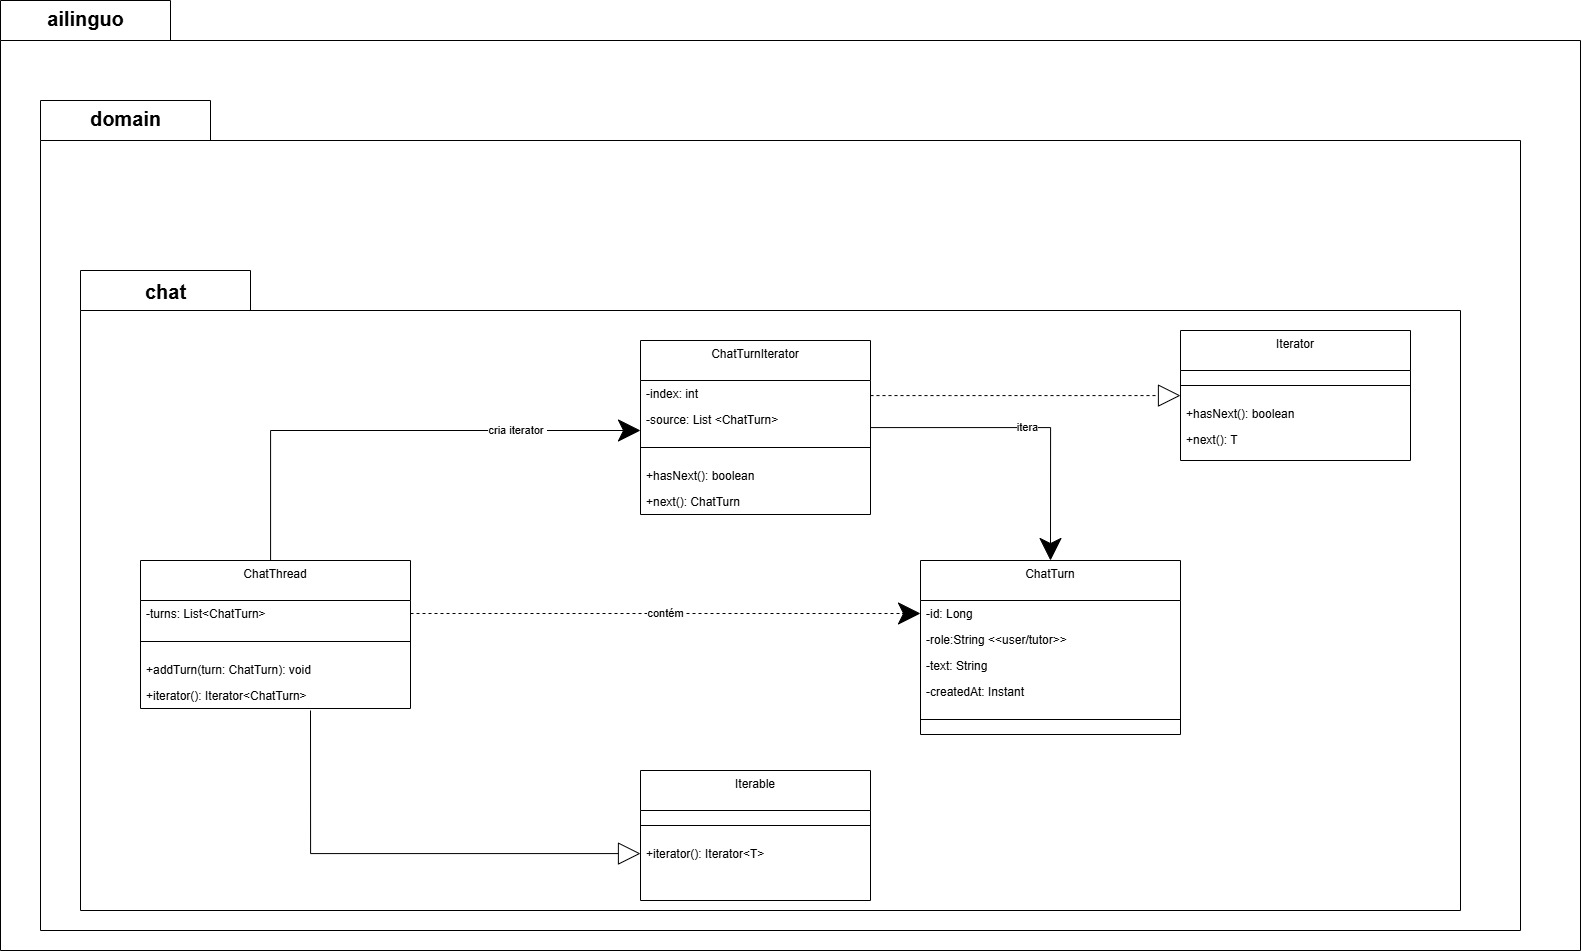 ailinguo
domain
chat
ChatTurnIterator
-index: int
-source: List <ChatTurn>
+hasNext(): boolean
+next(): ChatTurn
Iterator
+hasNext(): boolean
+next(): T
cria iterator
itera
ChatThread
-turns: List<ChatTurn>
+addTurn(turn: ChatTurn): void
+iterator(): Iterator<ChatTurn>
contém
ChatTurn
-id: Long
-role:String <<user/tutor>>
-text: String
-createdAt: Instant
Iterable
+iterator(): Iterator<T>